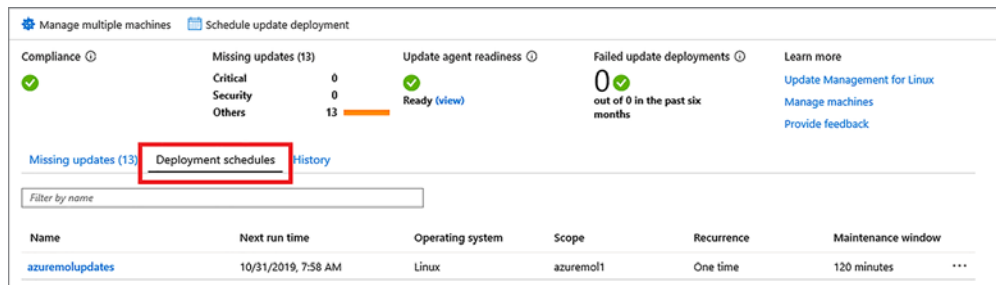 Manage multiple machines Schedule update deployment
Compliance Missing updates (13) Update agent readiness Failed update deployments Learn more
Critical 0
Security 0
Others 13
Ready (view)
0
out of 0 in the past six
months
Update Management for Linux
Manage machines
Provide feedback
Missing updates (13) Deployment schedules History
Filter by name
Name Next run time Operating system Scope Recurrence Maintenance window
azuremolupdates 10/31/2019, 7:58 AM Linux azuremol1 One time 120 minutes ...